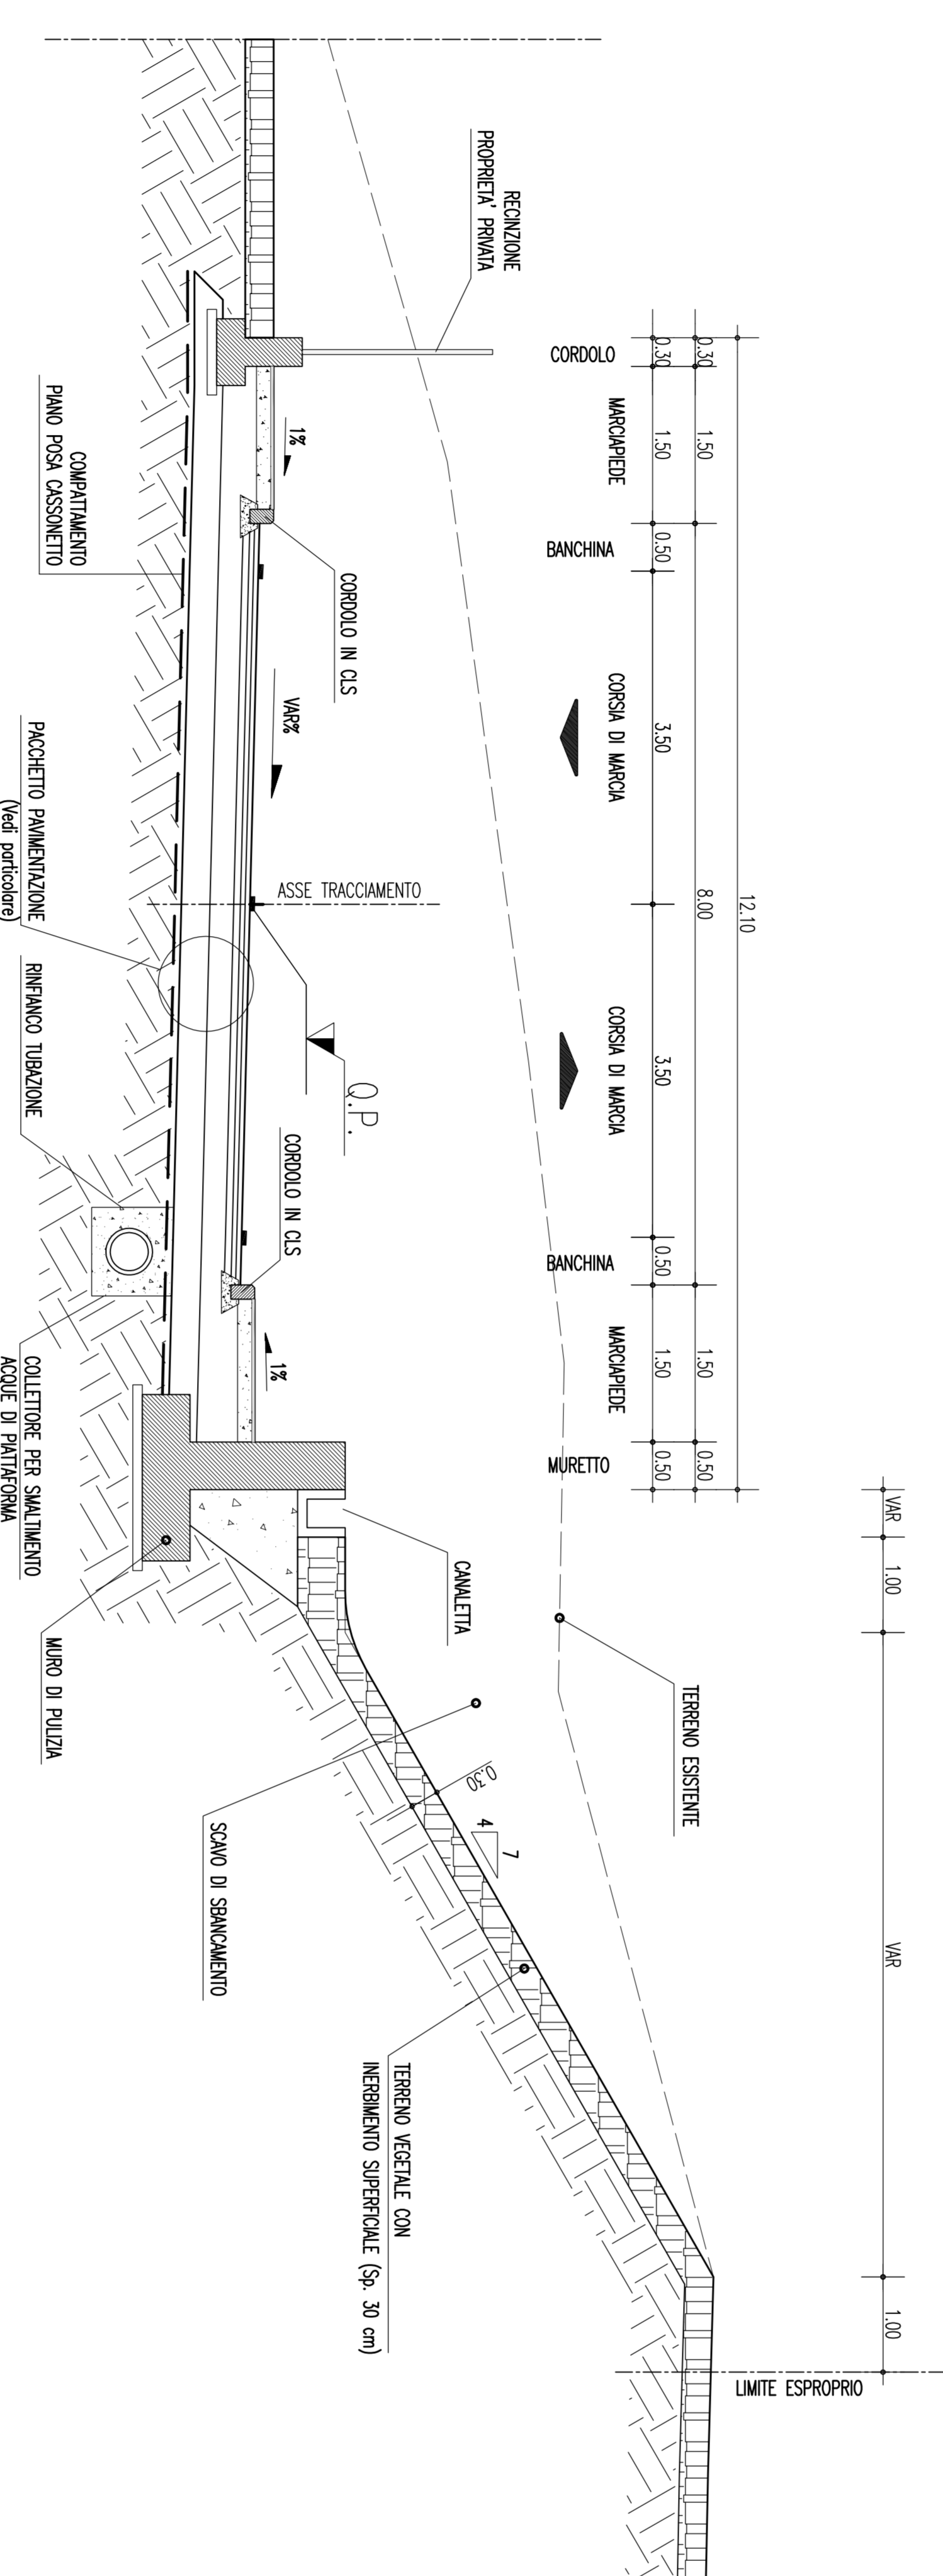 12.10
0.30
1.50
8.00
1.50
0.50
0.30
1.50
0.50
3.50
3.50
0.50
1.50
0.50
CORDOLO
MARCIAPIEDE
BANCHINA
CORSIA DI MARCIA
CORSIA DI MARCIA
BANCHINA
MARCIAPIEDE
MURETTO
VAR
1.00
VAR
1.00
LIMITE ESPROPRIO
RECINZIONE
PROPRIETA' PRIVATA
TERRENO ESISTENTE
1%
CORDOLO IN CLS
VAR%
ASSE TRACCIAMENTO
Q.P.
CORDOLO IN CLS
1%
CANALETTA
0.30
4
7
TERRENO VEGETALE CON
INERBIMENTO SUPERFICIALE (Sp. 30 cm)
SCAVO DI SBANCAMENTO
COMPATTAMENTO
PIANO POSA CASSONETTO
PACCHETTO PAVIMENTAZIONE
(Vedi particolare)
RINFIANCO TUBAZIONE
COLLETTORE PER SMALTIMENTO
ACQUE DI PIATTAFORMA
MURO DI PULIZIA